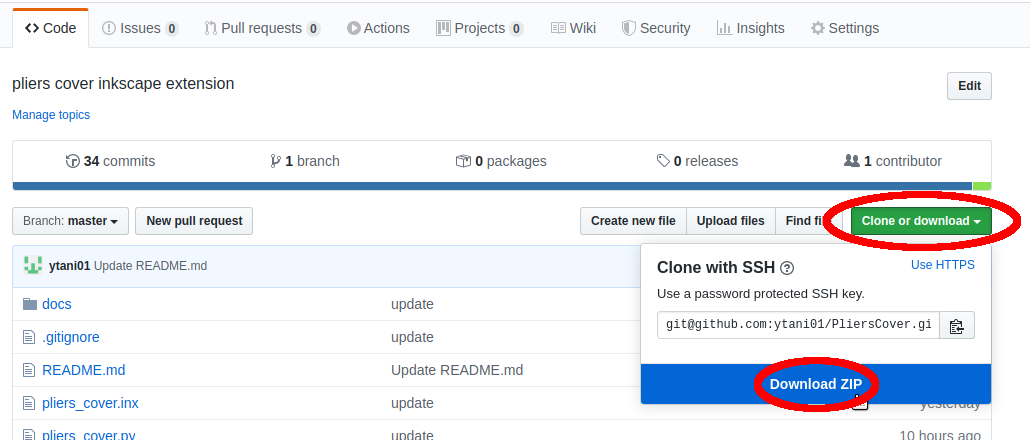 Code Issues 0 Pull requests 0 Actions Projects 0 Wiki Security Insights Settings
pliers cover inkscape extension
Edit
Manage topics
34 commits 1 branch 0 packages 0 releases 1 contributor
Branch: master New pull request Create new file Upload files Find Clone or download
ytani01 Update README.md
Clone with SSH Use HTTPS
Use a password protected SSH key.
git@github.com:ytani01/PliersCover.gi
Download ZIP
docs update
.gitignore update
README.md Update README.md
pliers_cover.inx update yesterday
pliers_cover.py update 10 hours ago